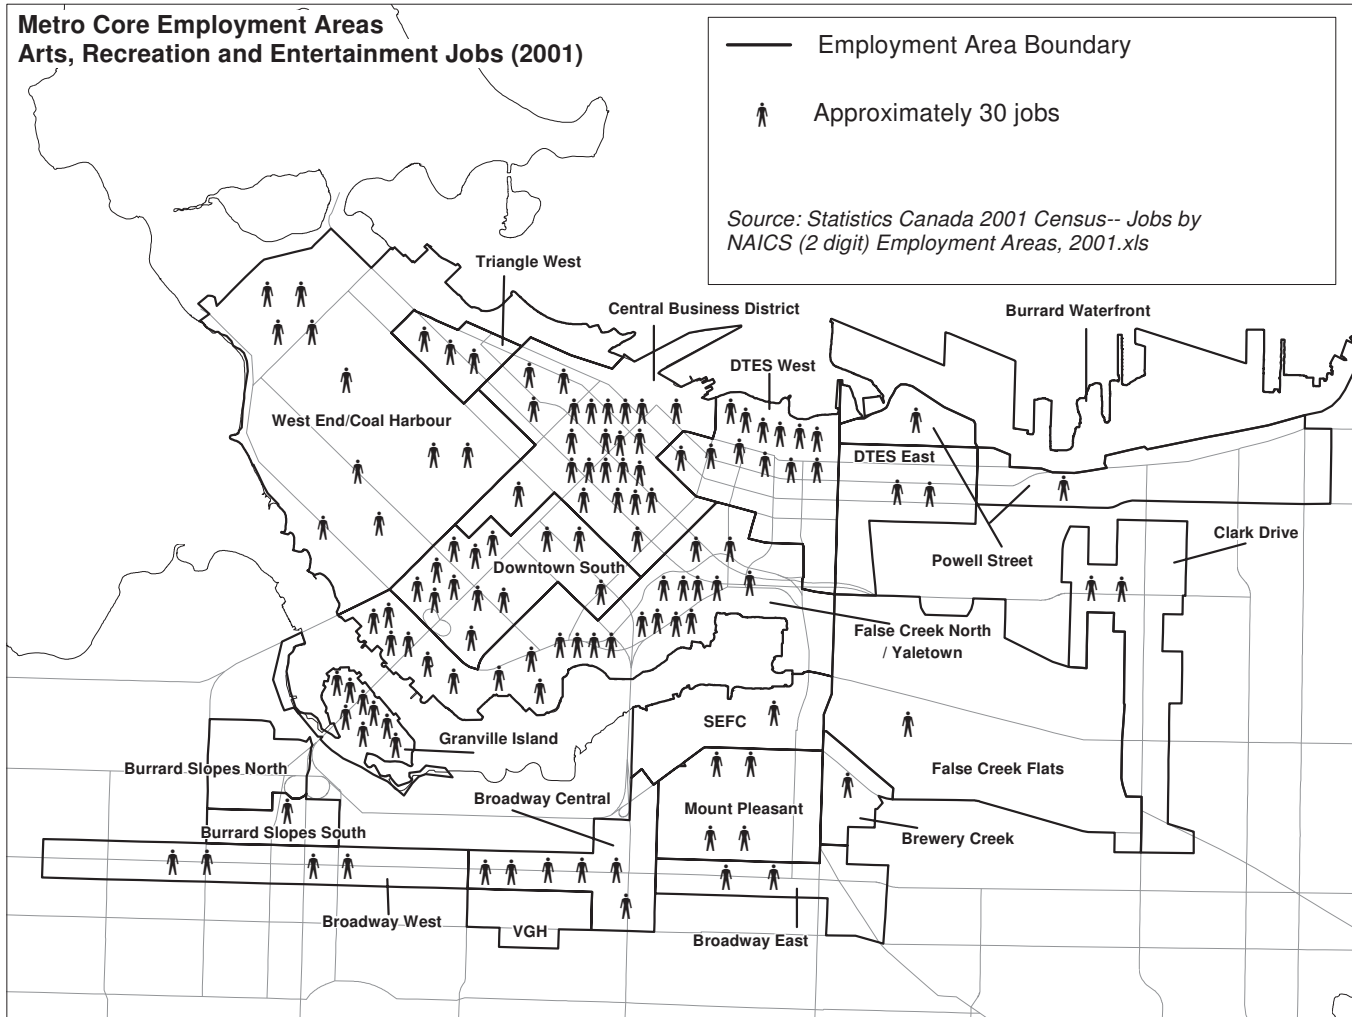 Metro Core Employment Areas
Arts, Recreation and Entertainment Jobs (2001)
Employment Area Boundary
Approximately 30 jobs
Source: Statistics Canada 2001 Census-- Jobs by
NAICS (2 digit) Employment Areas, 2001.xls
Triangle West
Central Business District
Burrard Waterfront
DTES West
West End/Coal Harbour
DTES East
Clark Drive
Powell Street
Downtown South
False Creek North
/ Yaletown
SEFC
Granville Island
Burrard Slopes North
False Creek Flats
Broadway Central
Mount Pleasant
Burrard Slopes South
Brewery Creek
Broadway West
VGH
Broadway East